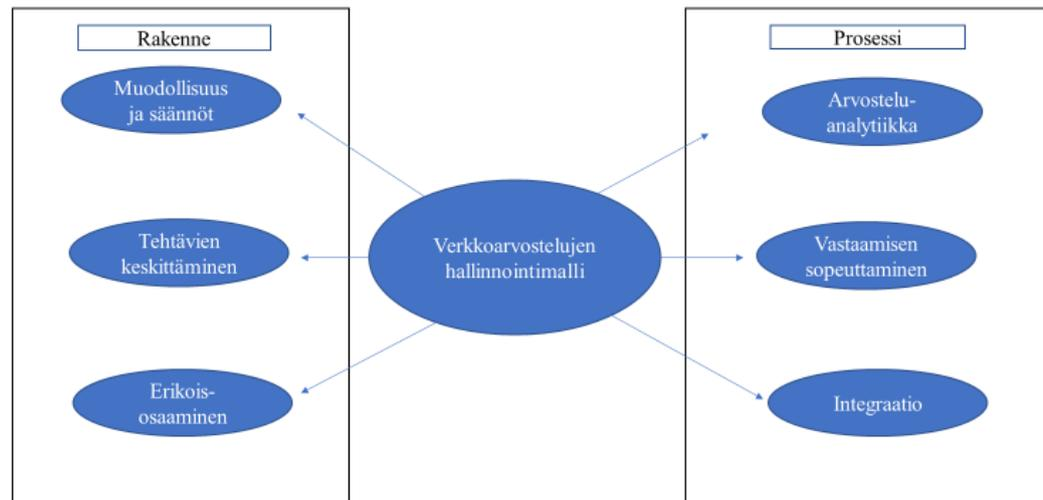 Rakenne
Muodollisuus
ja säännöt
Tehtävien
keskittäminen
Erikois-
osaaminen
Verkkoarvostelujen
hallinnointimalli
Prosessi
Arvostelu-
analytiikka
Vastaamisen
sopeuttaminen
Integraatio